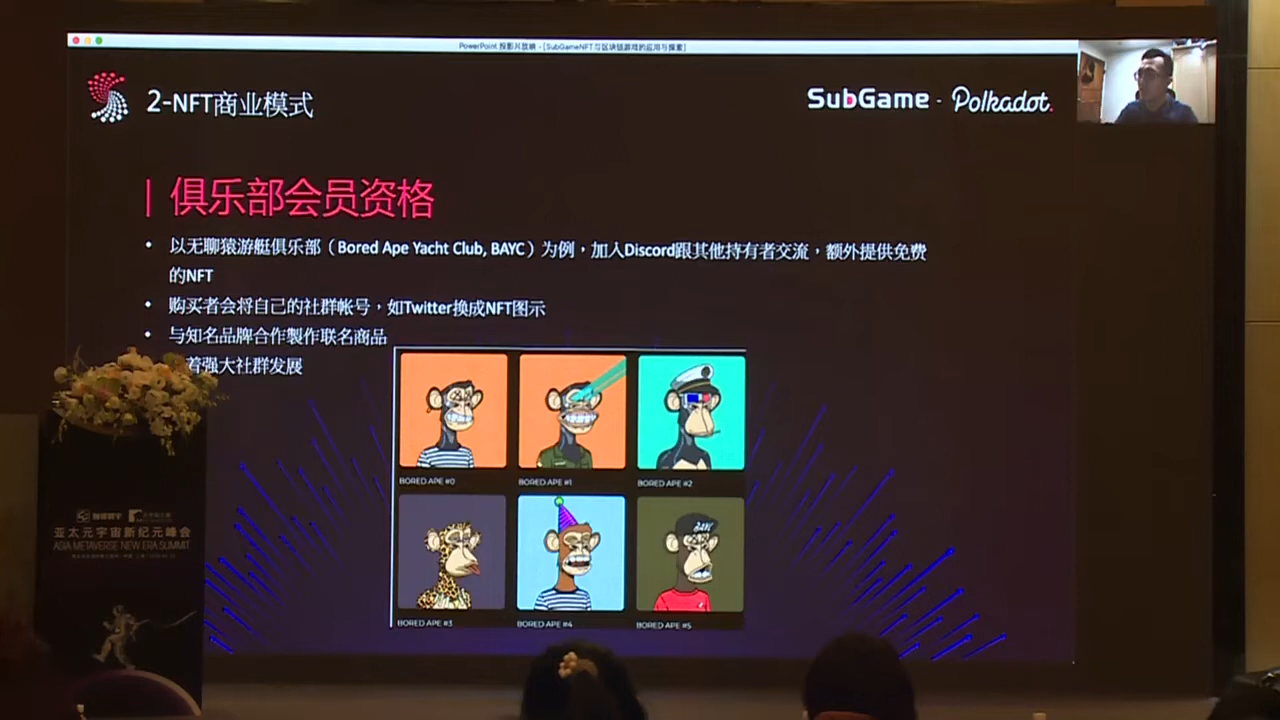 PowerPoint 投影片放映 - [SubGameNFT与区块链游戏的应用与探索]
2-NFT商业模式
SubGame - Polkadot.
俱乐部会员资格
• 以无聊猿游艇俱乐部（Bored Ape Yacht Club, BAYC）为例，加入Discord跟其他持有者交流，额外提供免费
的NFT
• 购买者会将自己的社群帐号，如Twitter换成NFT图示
• 与知名品牌合作製作联名商品
着强大社群发展
BORED APE #0
BORED APE #1
BORED APE #2
BAYC
BORED APE #3
BORED APE #4
BORED APE #5
亚太元宇宙新纪元峰会
ASIA METAVERSE NEW ERA SUMMIT